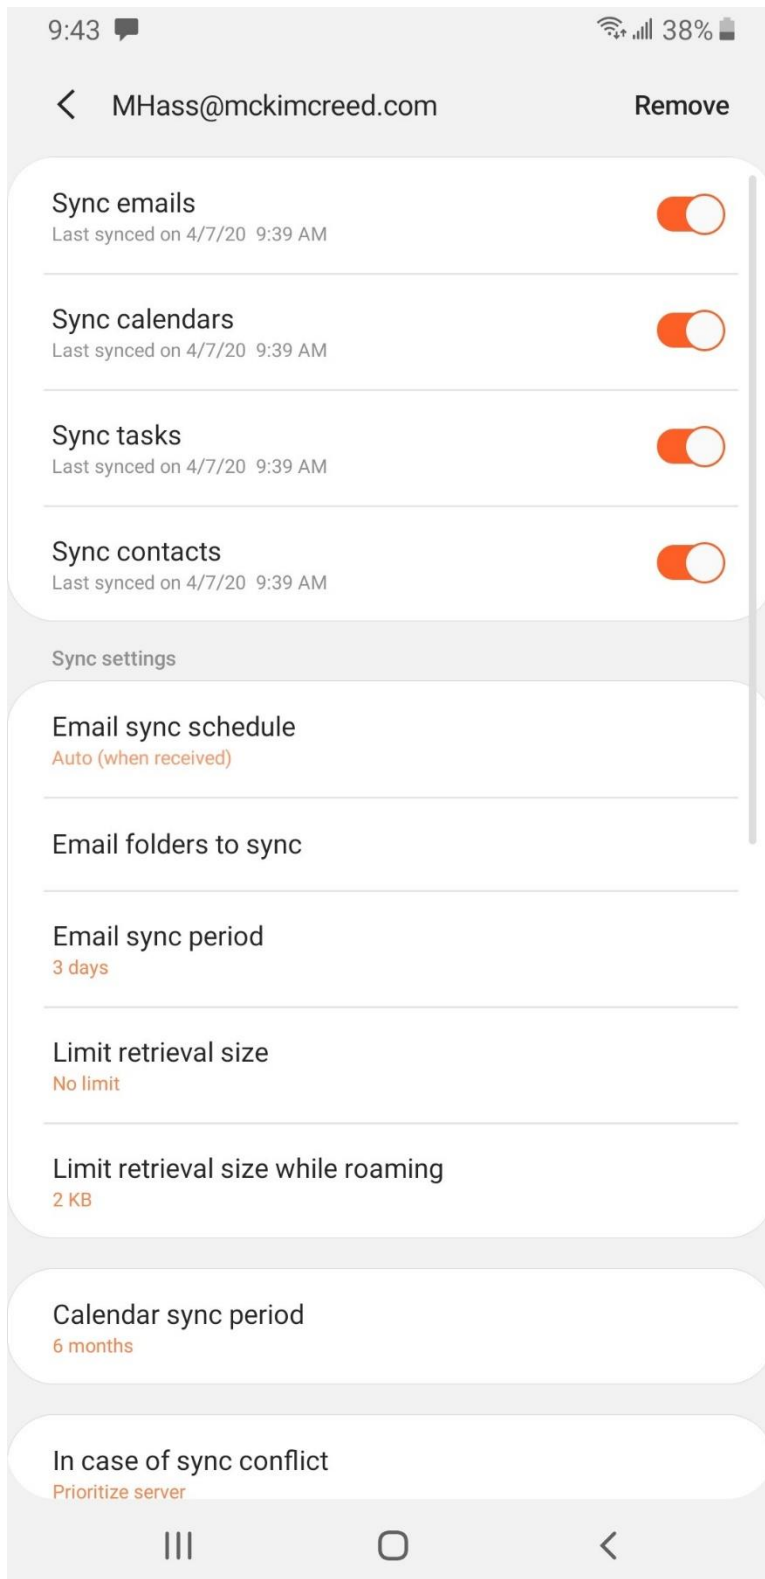 9:43 38%
MHass@mckimcreed.com Remove
Sync emails
Last synced on 4/7/20 9:39 AM
Sync calendars
Last synced on 4/7/20 9:39 AM
Sync tasks
Last synced on 4/7/20 9:39 AM
Sync contacts
Last synced on 4/7/20 9:39 AM
Sync settings
Email sync schedule
Auto (when received)
Email folders to sync
Email sync period
3 days
Limit retrieval size
No limit
Limit retrieval size while roaming
2 KB
Calendar sync period
6 months
In case of sync conflict
Prioritize server